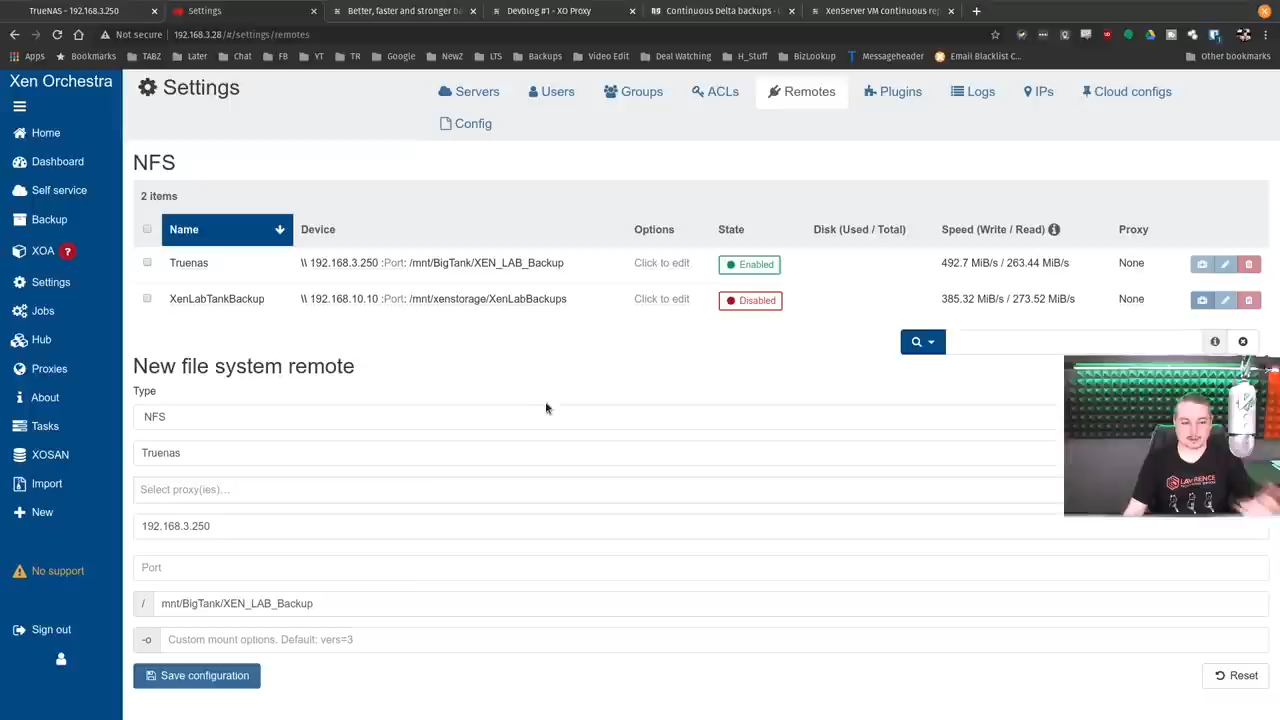 TrueNAS - 192.168.3.250
Settings
Better, faster and stronger ba
Devblog #1 - XO Proxy
Continuous Delta backups -
XenServer VM continuous re
Not secure 192.168.3.28/#/settings/remotes
Apps
Bookmarks
TABZ
Later
Chat
FB
YT
TR
Google
NewZ
LTS
Backups
Video Edit
Deal Watching
H_Stuff
BizLookup
Messageheader
Email Blacklist C...
Other bookmarks
Xen Orchestra
Home
Dashboard
Self service
Backup
XOA ?
Settings
Jobs
Hub
Proxies
About
Tasks
XOSAN
Import
New
No support
Sign out
Settings
Servers
Users
Groups
ACLs
Remotes
Plugins
Logs
IPs
Cloud configs
Config
NFS
2 items
Name Device Options State Disk (Used / Total) Speed (Write / Read) Proxy
Truenas \\ 192.168.3.250 :Port: /mnt/BigTank/XEN_LAB_Backup Click to edit Enabled 492.7 MiB/s / 263.44 MiB/s None
XenLabTankBackup \\ 192.168.10.10 :Port: /mnt/xenstorage/XenLabBackups Click to edit Disabled 385.32 MiB/s / 273.52 MiB/s None
New file system remote
Type
NFS
Truenas
Select proxy(ies)...
192.168.3.250
Port
/ mnt/BigTank/XEN_LAB_Backup
-o Custom mount options. Default: vers=3
Save configuration
Reset
LAWRENCE